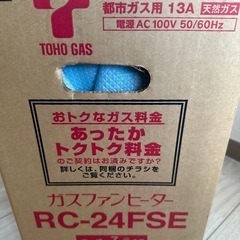 TOHO GAS
都市ガス用 13A 天然ガス
電源 AC 100V 50/60Hz
おトクなガス料金
あったか
トクトク料金
のご契約はお済みですか?
詳しくは、同梱のチラシを
ご覧ください。
ガスファンヒーター
RC-24FSE